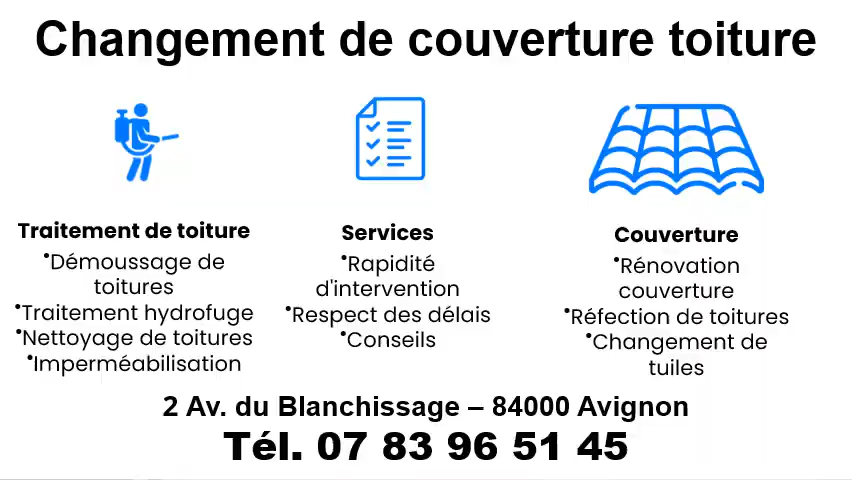 Changement de couverture toiture
Traitement de toiture
•Démoussage de
toitures
•Traitement hydrofuge
•Nettoyage de toitures
•Imperméabilisation
Services
•Rapidité
d'intervention
•Respect des délais
•Conseils
Couverture
•Rénovation
couverture
•Réfection de toitures
•Changement de
tuiles
2 Av. du Blanchissage – 84000 Avignon
Tél. 07 83 96 51 45